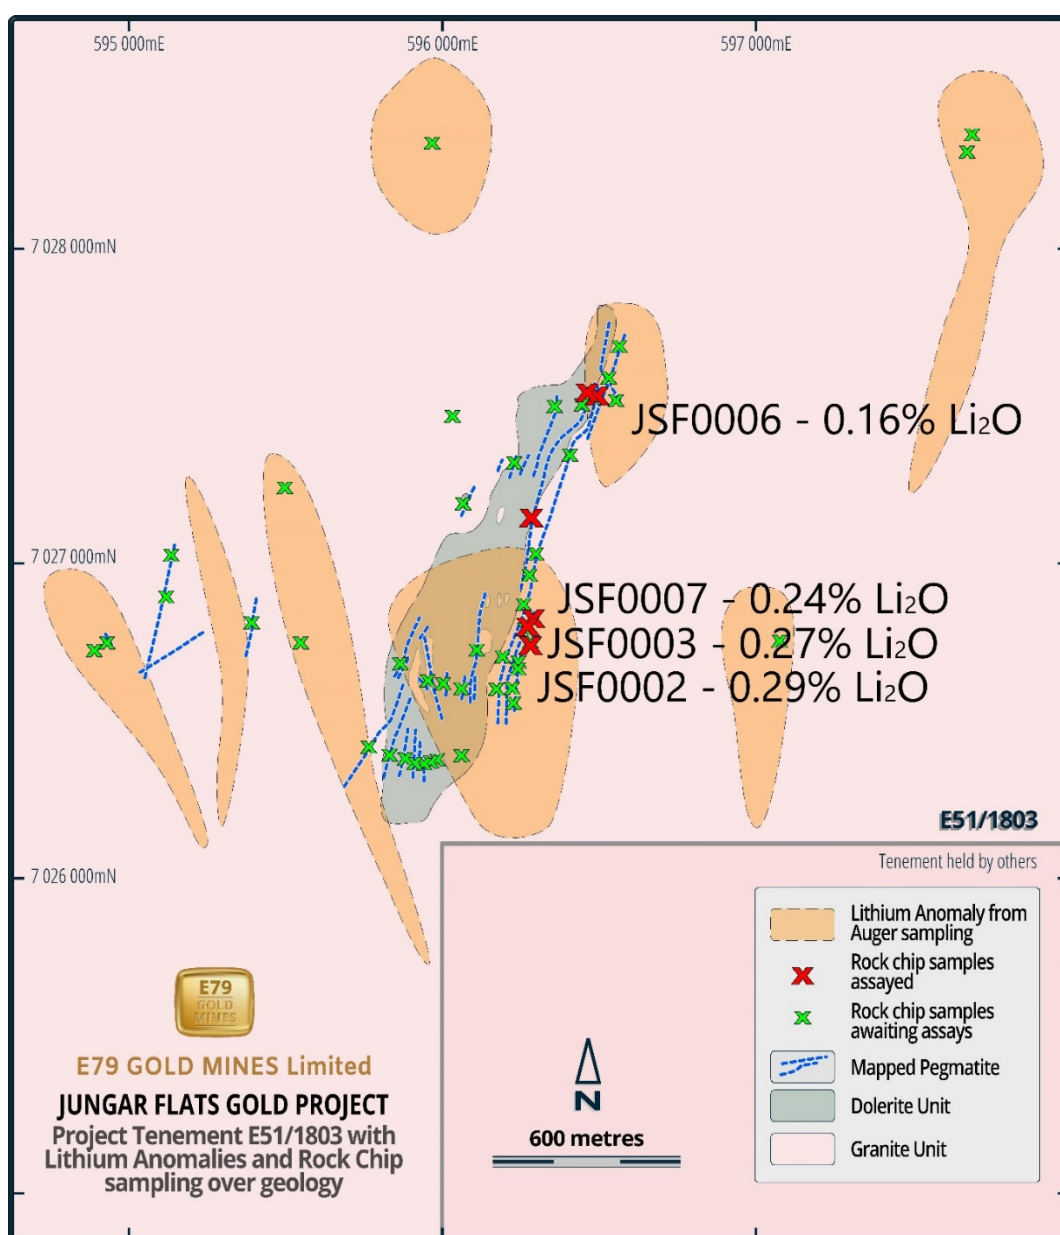 595 000mE
596 000mE
597 000mE
7 028 000mN
JSF0006 - 0.16% Li₂O
7 027 000mN
JSF0007 - 0.24% Li₂O
JSF0003 - 0.27% Li₂O
JSF0002 - 0.29% Li₂O
E51/1803
7 026 000mN
Tenement held by others
Lithium Anomaly from
Auger sampling
Rock chip samples
assayed
Rock chip samples
awaiting assays
Mapped Pegmatite
Dolerite Unit
Granite Unit
E79
GOLD
MINES
E79 GOLD MINES Limited
JUNGAR FLATS GOLD PROJECT
Project Tenement E51/1803 with
Lithium Anomalies and Rock Chip
sampling over geology
N
600 metres